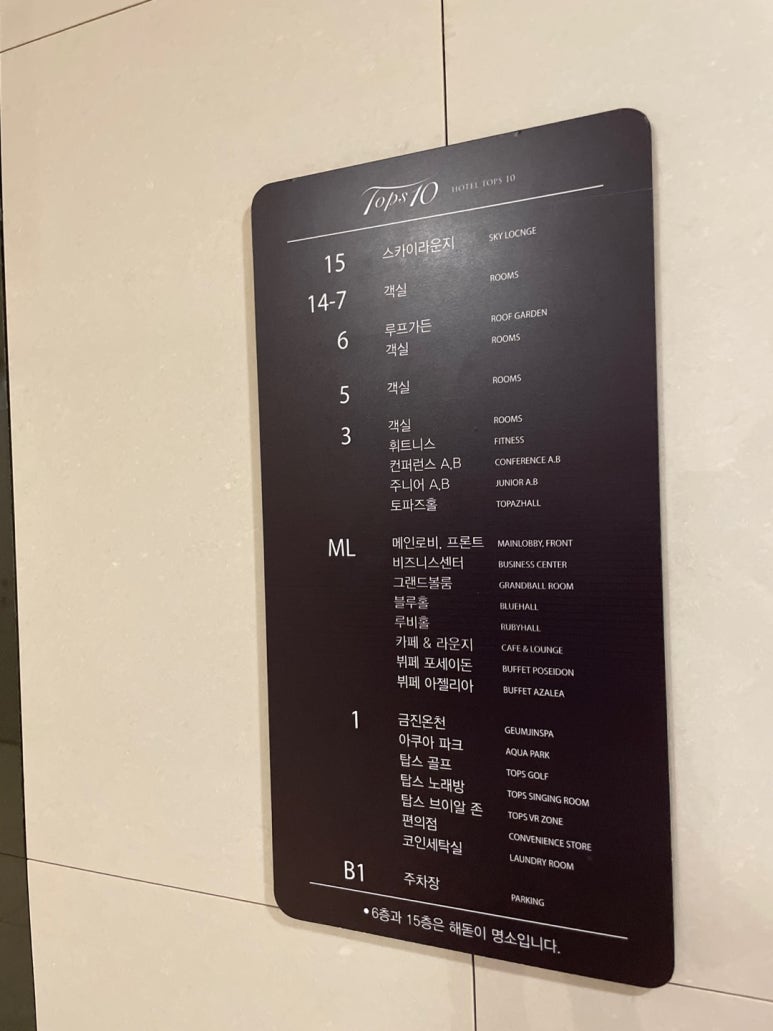 Tops10 HOTEL TOPS 10
15 스카이라운지 SKY LOCNGE
14-7 객실 ROOMS
6 루프가든 ROOF GARDEN
객실 ROOMS
5 객실 ROOMS
3 객실 ROOMS
휘트니스 FITNESS
컨퍼런스 A,B CONFERENCE A.B
주니어 A,B JUNIOR A.B
토파즈홀 TOPAZHALL
ML 메인로비, 프론트 MAINLOBBY, FRONT
비즈니스센터 BUSINESS CENTER
그랜드볼룸 GRANDBALL ROOM
블루홀 BLUEHALL
루비홀 RUBYHALL
카페 & 라운지 CAFE & LOUNGE
뷔페 포세이돈 BUFFET POSEIDON
뷔페 아젤리아 BUFFET AZALEA
1 금진온천 GEUMJINSPA
아쿠아 파크 AQUA PARK
탑스 골프 TOPS GOLF
탑스 노래방 TOPS SINGING ROOM
탑스 브이알 존 TOPS VR ZONE
편의점 CONVENIENCE STORE
코인세탁실 LAUNDRY ROOM
B1 주차장 PARKING
•6층과 15층은 해돋이 명소입니다.